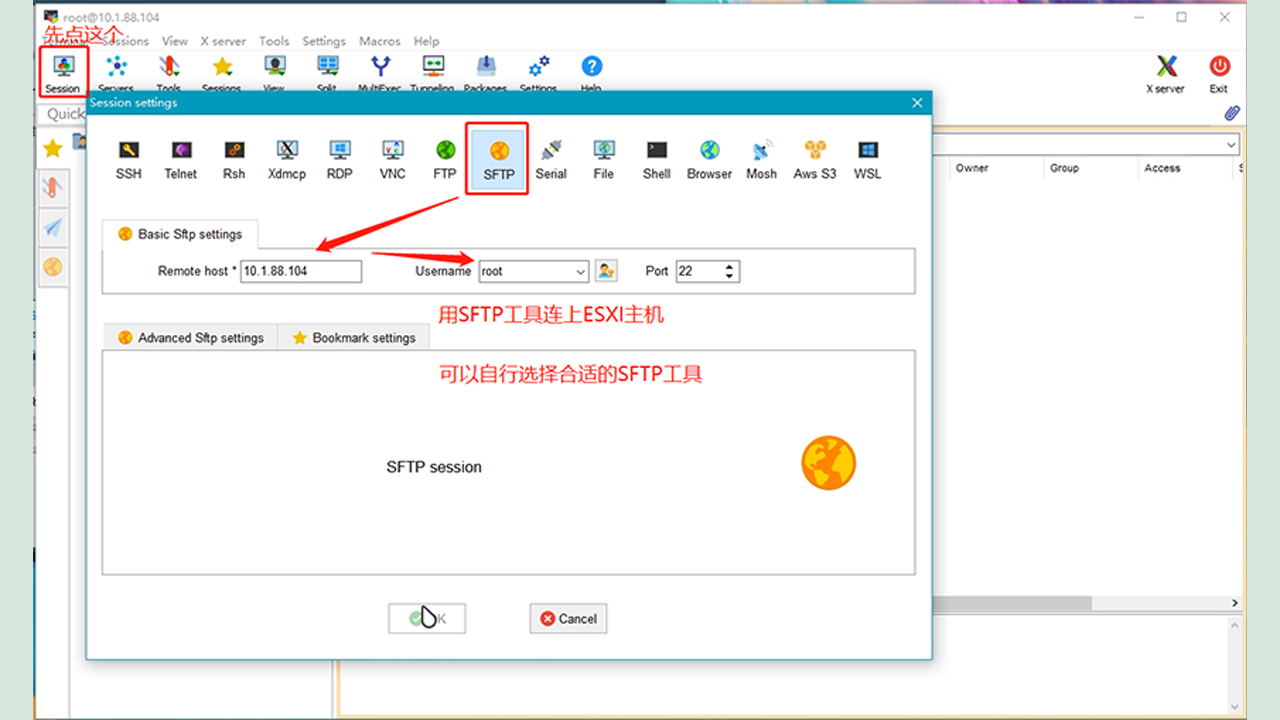 root@10.1.88.104
先点这个
Sessions View X server Tools Settings Macros Help
Session Servers Tools Sessions View Split MultiExec Tunneling Packages Settings Help X server Exit
Session settings
Quick
SSH Telnet Rsh Xdmcp RDP VNC FTP SFTP Serial File Shell Browser Mosh Aws S3 WSL
Owner Group Access
Basic Sftp settings
Remote host * 10.1.88.104 Username root Port 22
用SFTP工具连上ESXI主机
Advanced Sftp settings Bookmark settings
可以自行选择合适的SFTP工具
SFTP session
Cancel